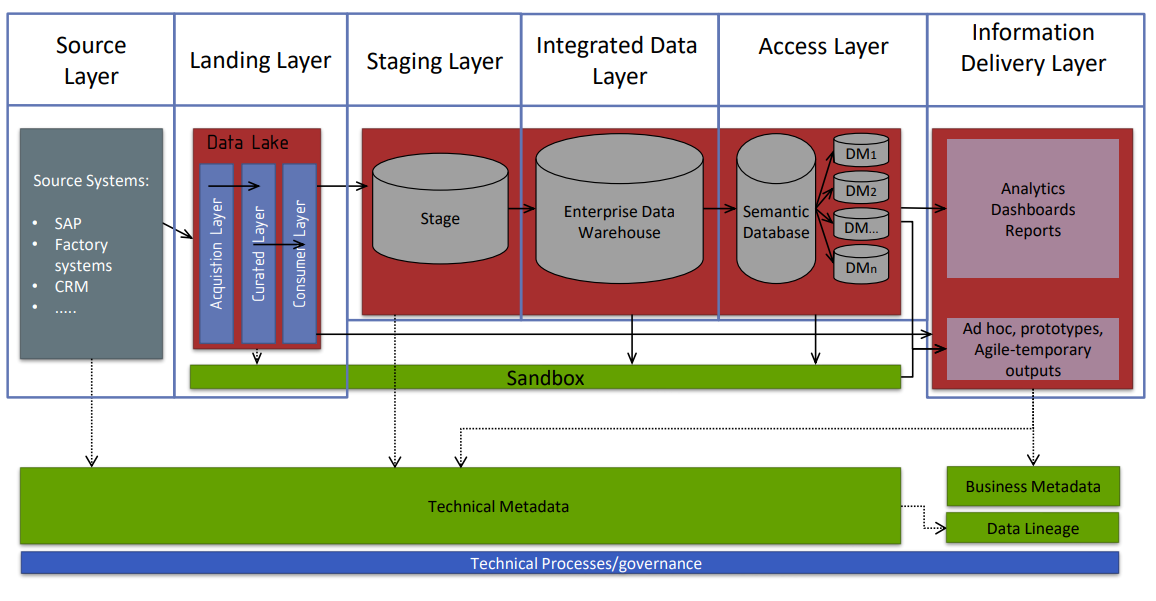 Source
Layer
Landing Layer
Staging Layer
Integrated Data
Layer
Access Layer
Information
Delivery Layer
Source Systems:
• SAP
• Factory
systems
• CRM
• .....
Data Lake
Acquistion Layer
Curated Layer
Consumer Layer
Stage
Enterprise Data
Warehouse
Semantic
Database
DM1
DM2
DM...
DMn
Analytics
Dashboards
Reports
Ad hoc, prototypes,
Agile-temporary
outputs
Sandbox
Technical Metadata
Business Metadata
Data Lineage
Technical Processes/governance